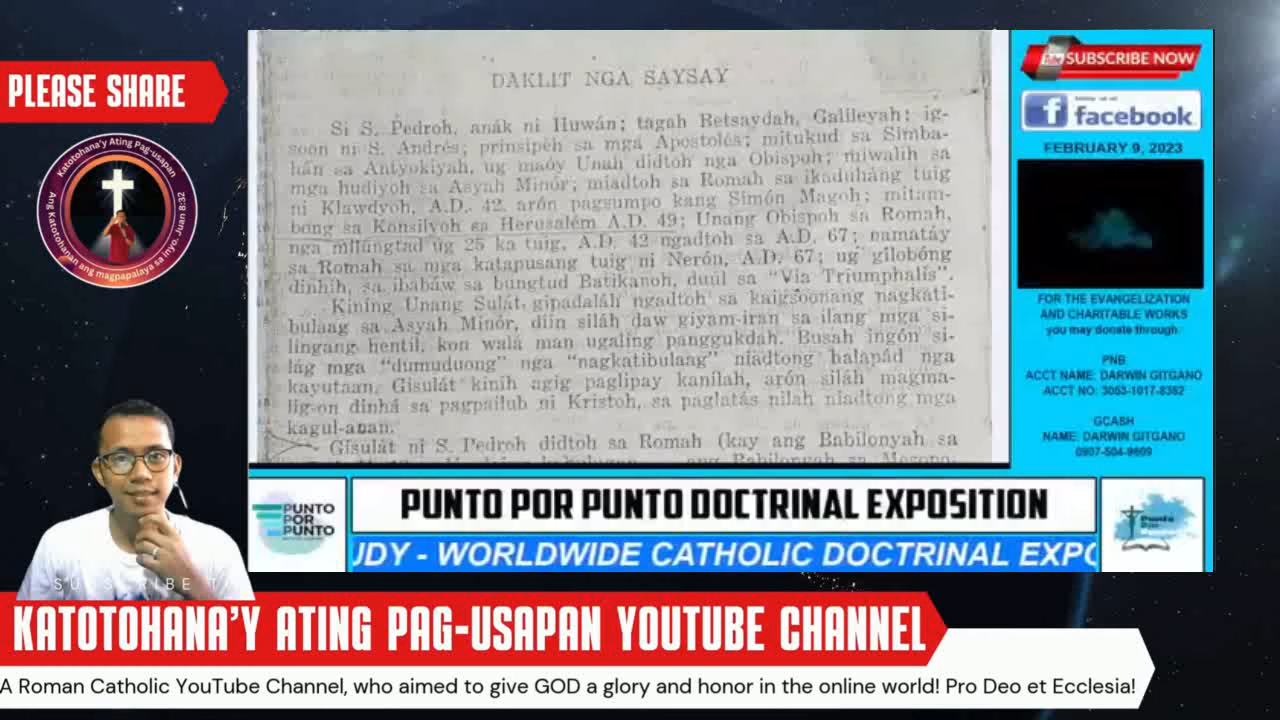 PLEASE SHARE
Katotohana'y Ating Pag-usapan
Ang Katotohanan ang magpapalaya sa inyo. Juan 8:32
DAKLIT NGA SAYSAY
Si S. Pedroh, anák ni Huwán; tagah Betsaydah, Galileyah; ig-
soon ni S. Andrés; prinsipéh sa mgá Apostolés; mitukud sa Simba-
hán sa Antyokiyah, ug maóy Unah didtoh nga Obispoh; miwalih sa
mga hudiyoh sa Asyah Minór; miadtoh sa Romah sa ikaduháng tuig
ni Klawdyoh, A.D. 42, arón pagsumpo kang Simón Magoh; mitam-
bong sa Konsilyoh sa Herusalém A.D. 49; Unang Obispoh sa Romah,
nga milungtad ug 25 ka tuig, A.D. 42 ngadtoh sa A.D. 67; namatáy
sa Romah sa mga katapusang tuig ni Nerón, A.D. 67; ug gilobóng
dinhíh, sa ibabáw sa bungtud Batikanoh, duúl sa "Via Triumphalis".
Kining Unang Sulát gipadaláh ngadtoh sa kaigsoonang nagkati-
bulaag sa Asyah Minór, diin siláh daw giyam-iran sa ilang mga si-
lingang hentil, kon walá man ugaling panggukdah. Busah ingón si-
lág mga "dumuduong" nga "nagkatibulaag" niadtong halapád nga
kayutaan. Gisulát kinih agig paglipay kanilah, arón siláh magma-
lig-on dinhá sa pagpailub ni Kristoh, sa paglatás nilah niadtong mga
kagul-anan.
Gisulát ni S. Pedroh didtoh sa Romah (kay ang Babilonyah sa
SUBSCRIBE NOW
facebook
FEBRUARY 9, 2023
FOR THE EVANGELIZATION
AND CHARITABLE WORKS
you may donate through:
PNB
ACCT NAME: DARWIN GITGANO
ACCT NO: 3053-1017-8352
GCASH
NAME: DARWIN GITGANO
0907-504-9609
PUNTO
POR
PUNTO
PUNTO POR PUNTO DOCTRINAL EXPOSITION
UDY - WORLDWIDE CATHOLIC DOCTRINAL EXPO
Punto
Por
SUBSCRIBE
KATOTOHANA'Y ATING PAG-USAPAN YOUTUBE CHANNEL
A Roman Catholic YouTube Channel, who aimed to give GOD a glory and honor in the online world! Pro Deo et Ecclesia!